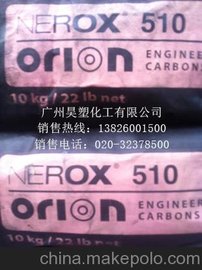 NEROX® 510
orion ENGINEERED
CARBONS
10 kg/22 lb net
广州昊塑化工有限公司
销售热线：13826001500
销售电话：020-32378500
NEROX® 510
orion ENGINEE
CARBONS
10 kg/22 lb net
www.makepolo.com